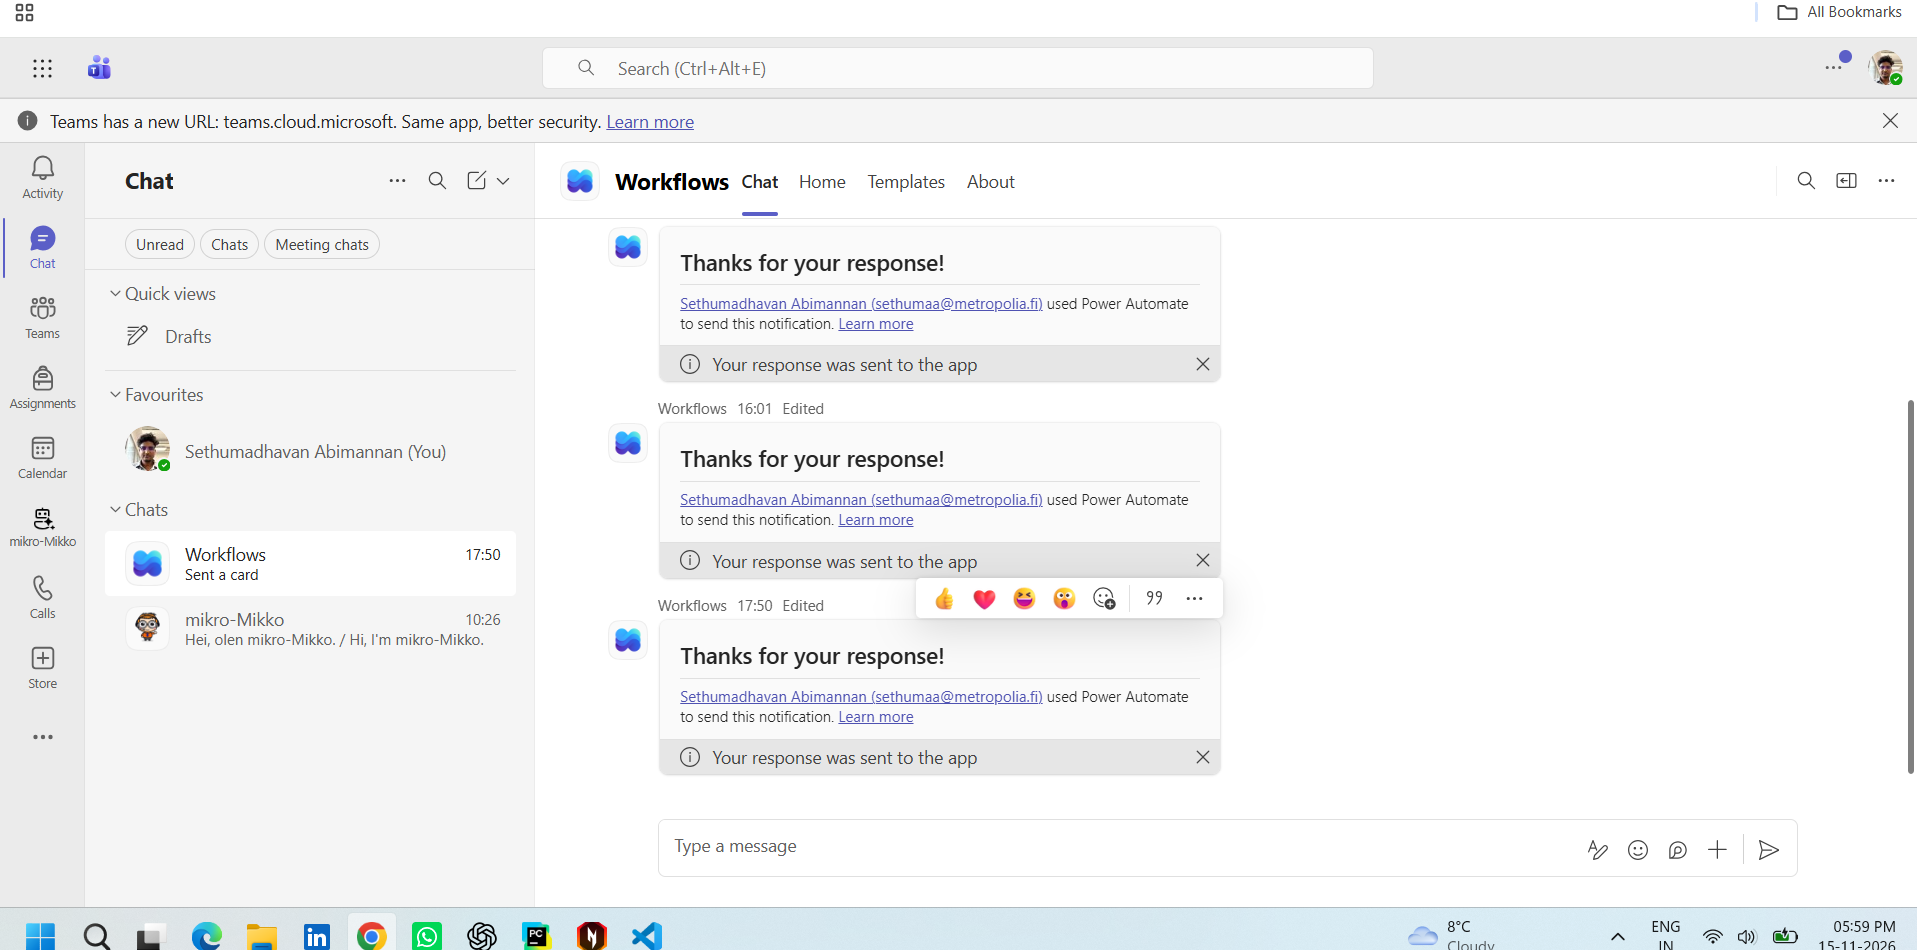 All Bookmarks
Search (Ctrl+Alt+E)
Teams has a new URL: teams.cloud.microsoft. Same app, better security. Learn more
Activity
Chat
Teams
Assignments
Calendar
mikro-Mikko
Calls
Store
Chat
Unread
Chats
Meeting chats
Quick views
Drafts
Favourites
Sethumadhavan Abimannan (You)
Chats
Workflows 17:50
Sent a card
mikro-Mikko 10:26
Hei, olen mikro-Mikko. / Hi, I'm mikro-Mikko.
Workflows Chat Home Templates About
Thanks for your response!
Sethumadhavan Abimannan (sethumaa@metropolia.fi) used Power Automate
to send this notification. Learn more
Your response was sent to the app
Workflows 16:01 Edited
Thanks for your response!
Sethumadhavan Abimannan (sethumaa@metropolia.fi) used Power Automate
to send this notification. Learn more
Your response was sent to the app
Workflows 17:50 Edited
Thanks for your response!
Sethumadhavan Abimannan (sethumaa@metropolia.fi) used Power Automate
to send this notification. Learn more
Your response was sent to the app
Type a message
8°C
Cloudy
ENG
IN
05:59 PM
15-11-2026